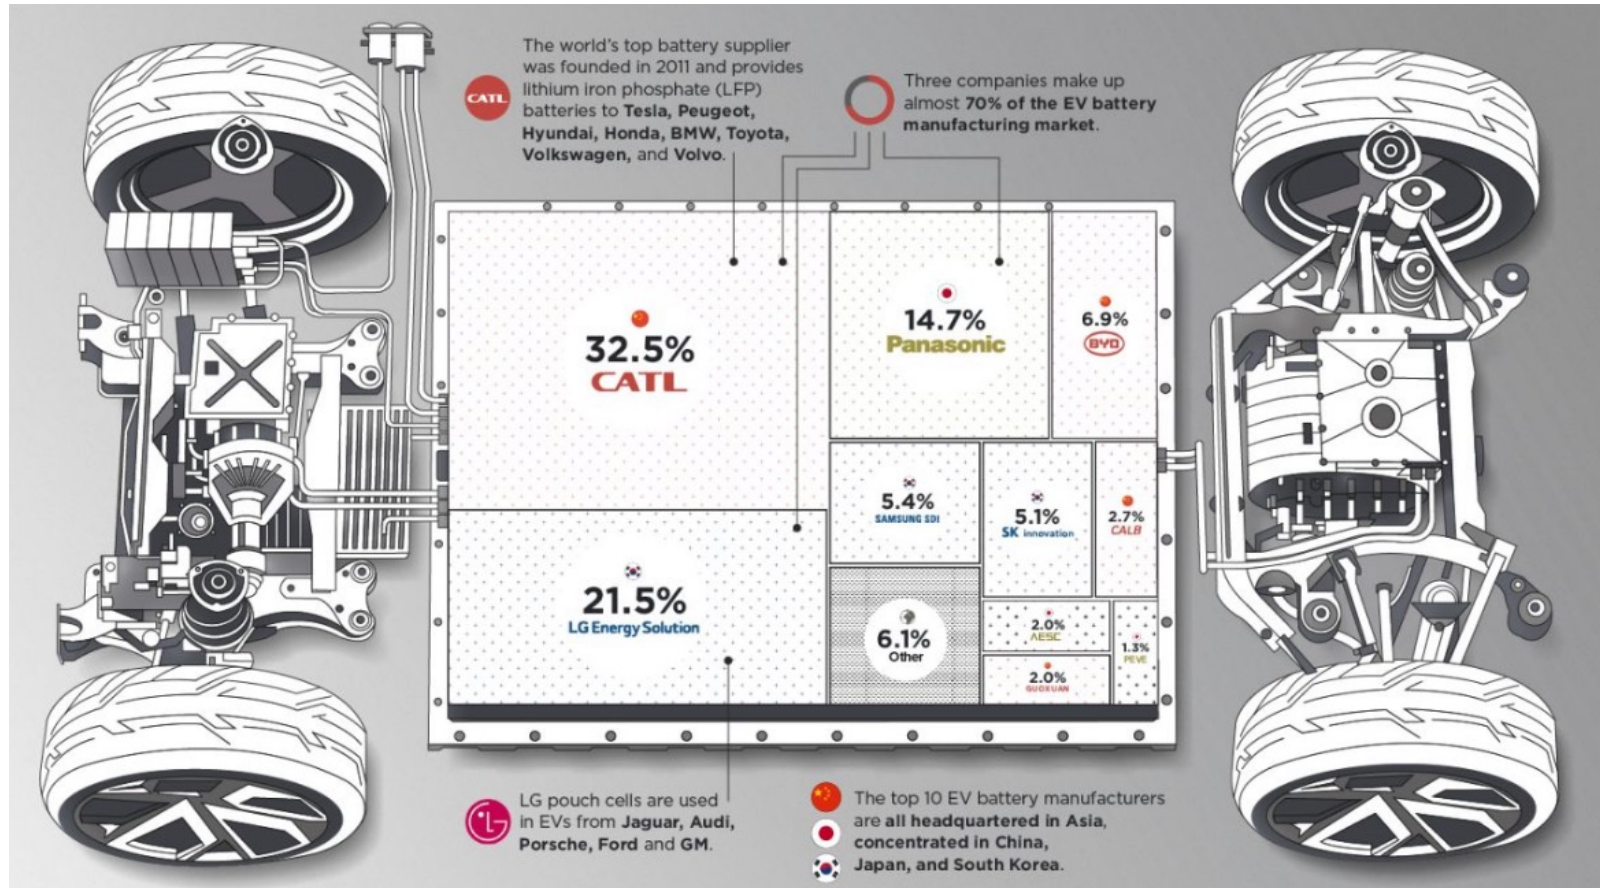 The world's top battery supplier
was founded in 2011 and provides
lithium iron phosphate (LFP)
batteries to Tesla, Peugeot,
Hyundai, Honda, BMW, Toyota,
Volkswagen, and Volvo.
CATL
Three companies make up
almost 70% of the EV battery
manufacturing market.
32.5%
CATL
14.7%
Panasonic
6.9%
BYD
21.5%
LG Energy Solution
5.4%
SAMSUNG SDI
5.1%
SK innovation
2.7%
CALB
6.1%
Other
2.0%
AESC
2.0%
GUOXUAN
1.3%
PEVE
LG
LG pouch cells are used
in EVs from Jaguar, Audi,
Porsche, Ford and GM.
The top 10 EV battery manufacturers
are all headquartered in Asia,
concentrated in China,
Japan, and South Korea.